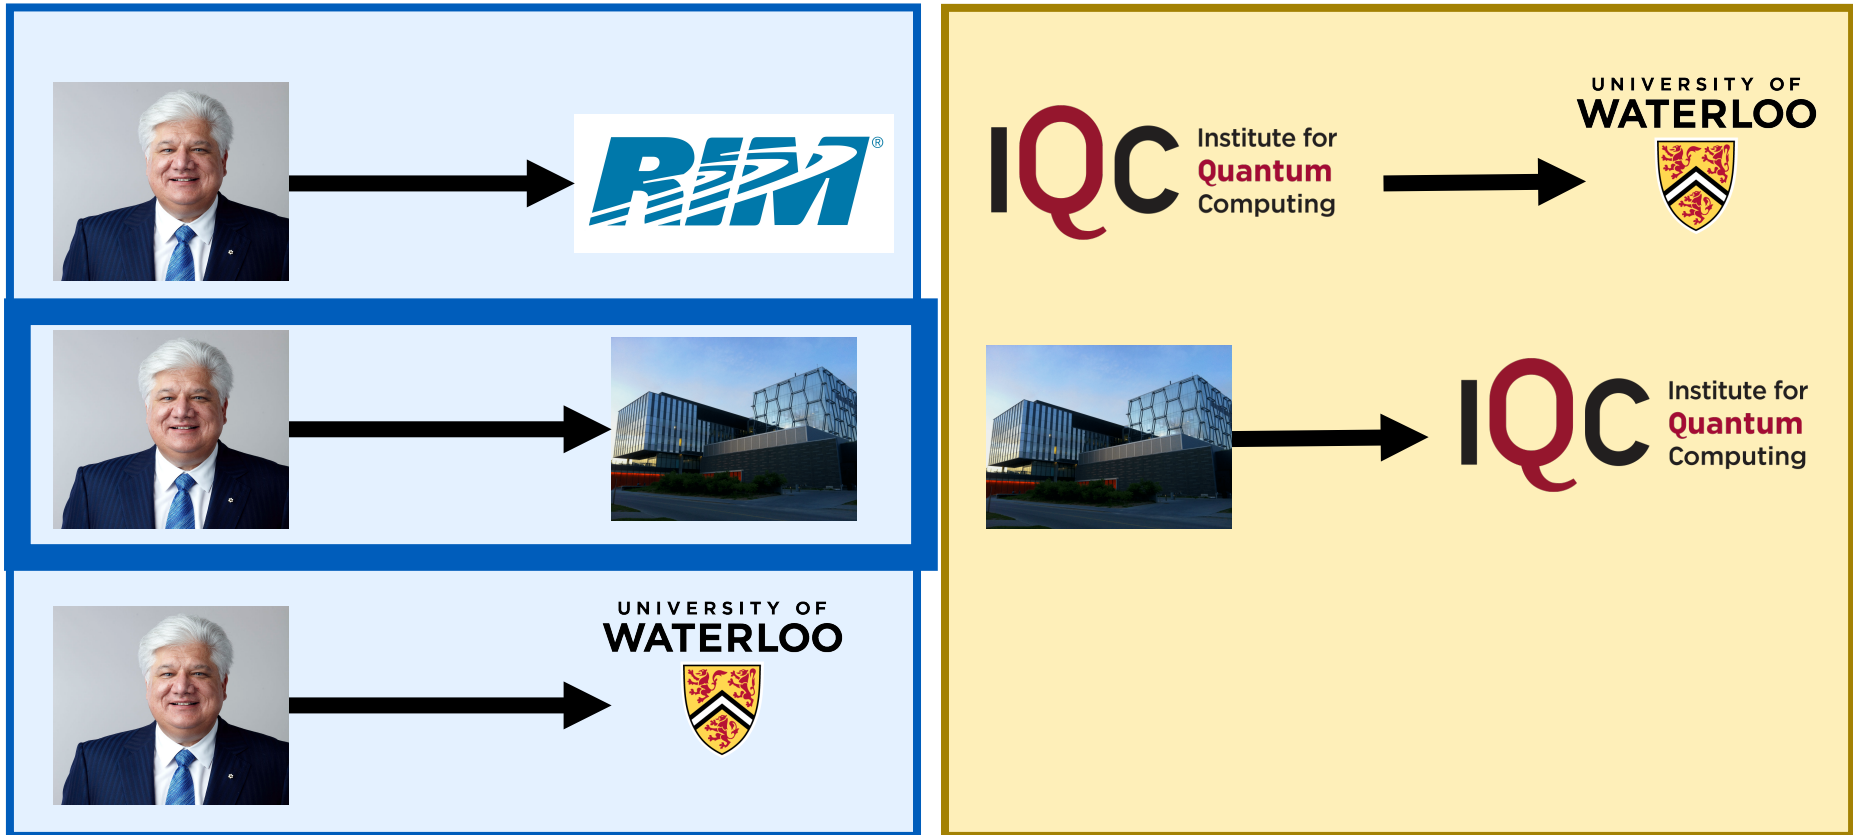 RIM®
IQC
Institute for
Quantum
Computing
UNIVERSITY OF
WATERLOO
IQC
Institute for
Quantum
Computing
UNIVERSITY OF
WATERLOO